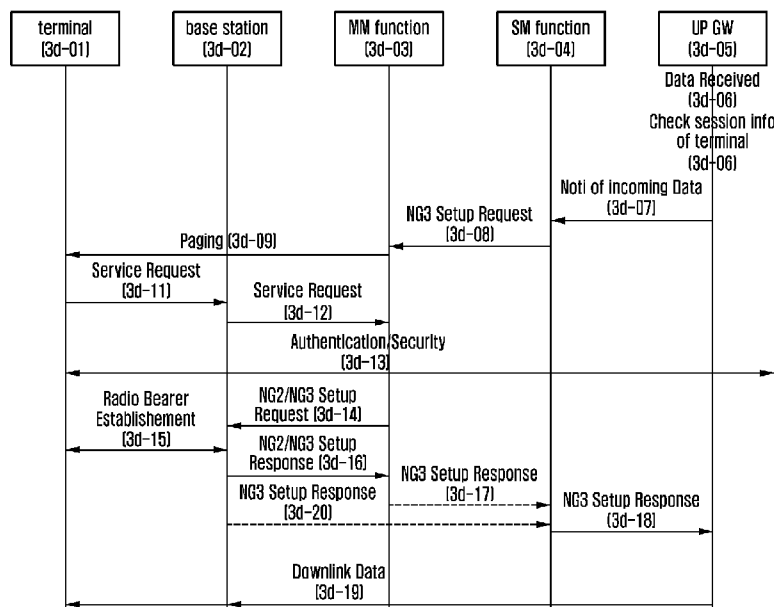 terminal
(3d-01)
base station
(3d-02)
MM function
(3d-03)
SM function
(3d-04)
UP GW
(3d-05)
Data Received
(3d-06)
Check session info
of terminal
(3d-06)
Noti of incoming Data
(3d-07)
NG3 Setup Request
(3d-08)
Paging (3d-09)
Service Request
(3d-11)
Service Request
(3d-12)
Authentication/Security
(3d-13)
NG2/NG3 Setup
Request (3d-14)
Radio Bearer
Establishement
(3d-15)
NG2/NG3 Setup
Response (3d-16)
NG3 Setup Response
(3d-17)
NG3 Setup Response
(3d-20)
NG3 Setup Response
(3d-18)
Downlink Data
(3d-19)